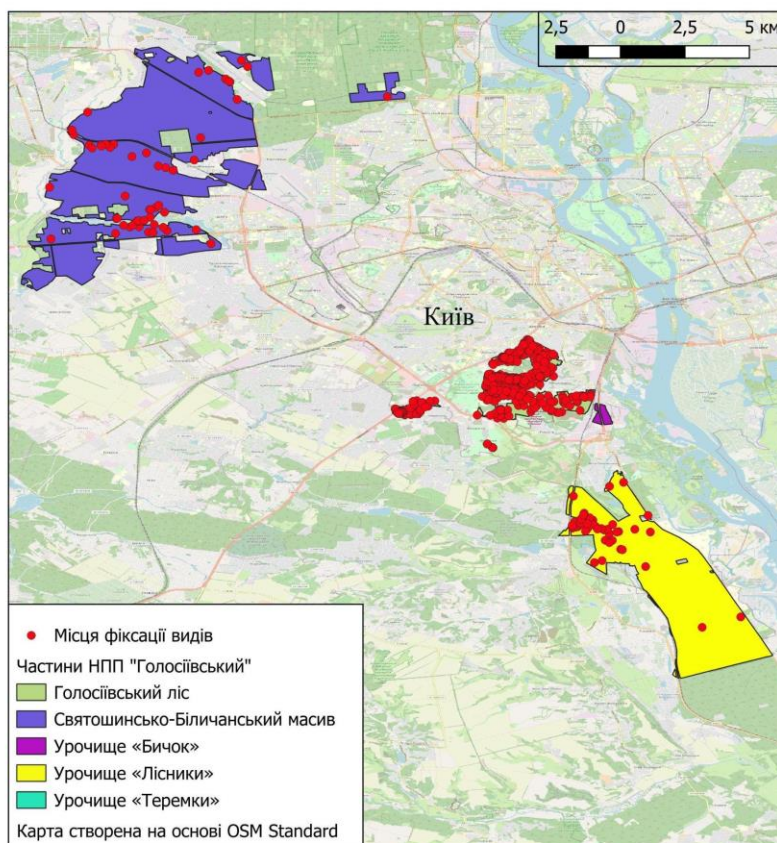 2,5 0 2,5 5 км
Київ
Місця фіксації видів
Частини НПП "Голосіївський"
Голосіївський ліс
Святошинсько-Біличанський масив
Урочище «Бичок»
Урочище «Лісники»
Урочище «Теремки»
Карта створена на основі OSM Standard